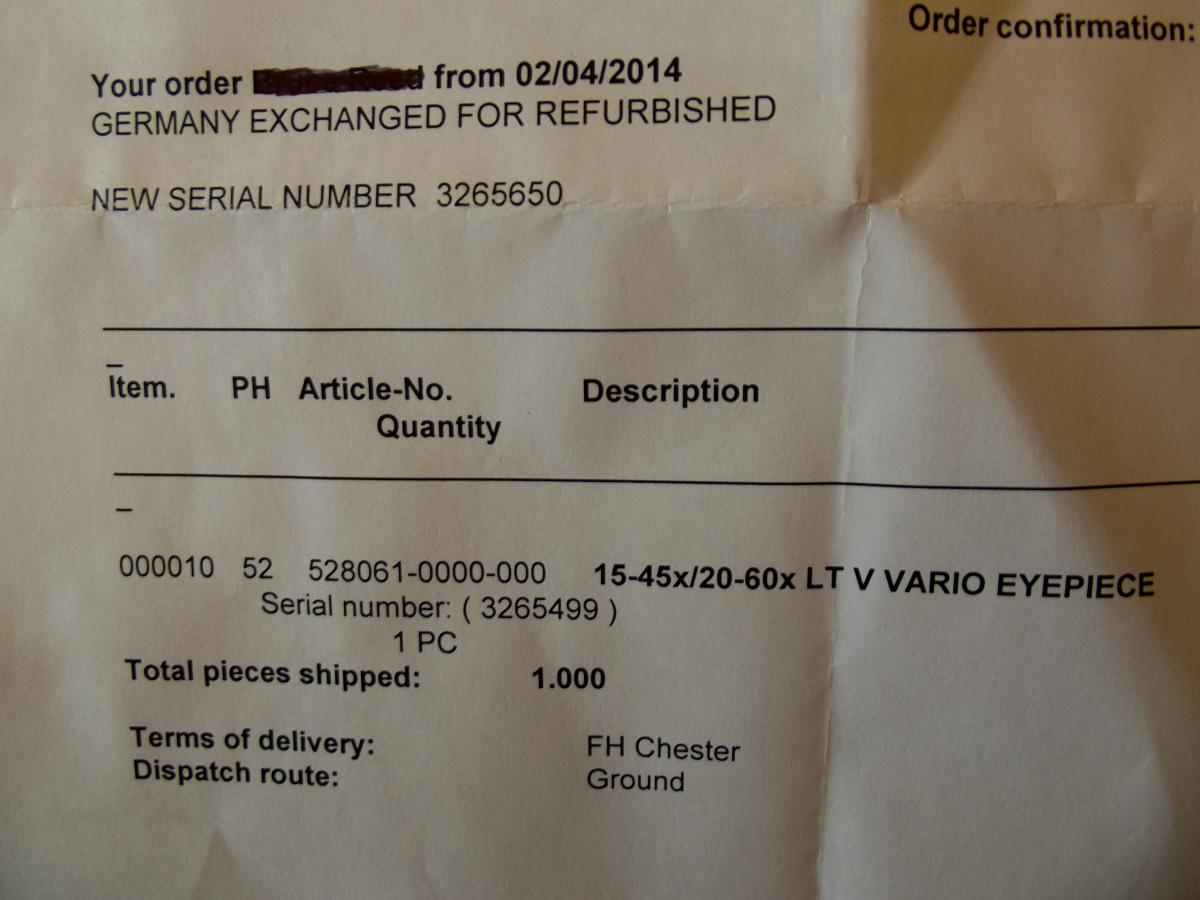 Order confirmation:
Your order from 02/04/2014
GERMANY EXCHANGED FOR REFURBISHED
NEW SERIAL NUMBER 3265650
Item. PH Article-No. Description
Quantity
000010 52 528061-0000-000 15-45x/20-60x LT V VARIO EYEPIECE
Serial number: ( 3265499 )
1 PC
Total pieces shipped: 1.000
Terms of delivery: FH Chester
Dispatch route: Ground